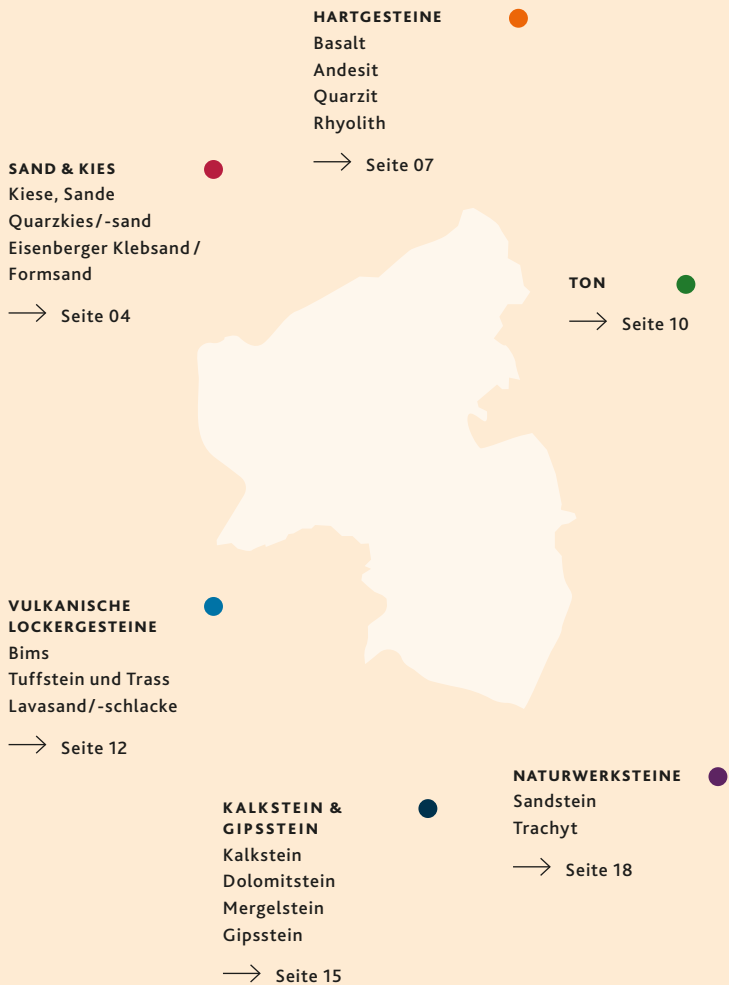 HARTGESTEINE
Basalt
Andesit
Quarzit
Rhyolith
Seite 07
SAND & KIES
Kiese, Sande
Quarzkies/-sand
Eisenberger Klebsand/
Formsand
Seite 04
TON
Seite 10
VULKANISCHE
LOCKERGESTEINE
Bims
Tuffstein und Trass
Lavasand/-schlacke
Seite 12
KALKSTEIN &
GIPSSTEIN
Kalkstein
Dolomitstein
Mergelstein
Gipsstein
Seite 15
NATURWERKSTEINE
Sandstein
Trachyt
Seite 18